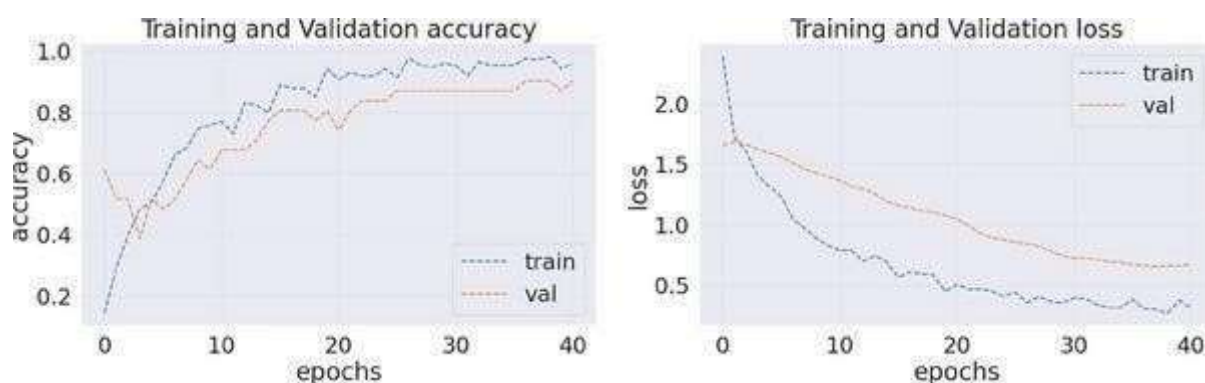 Training and Validation accuracy
1.0
0.8
0.6
0.4
0.2
accuracy
train
val
0 10 20 30 40
epochs
Training and Validation loss
2.0
1.5
1.0
0.5
loss
train
val
0 10 20 30 40
epochs